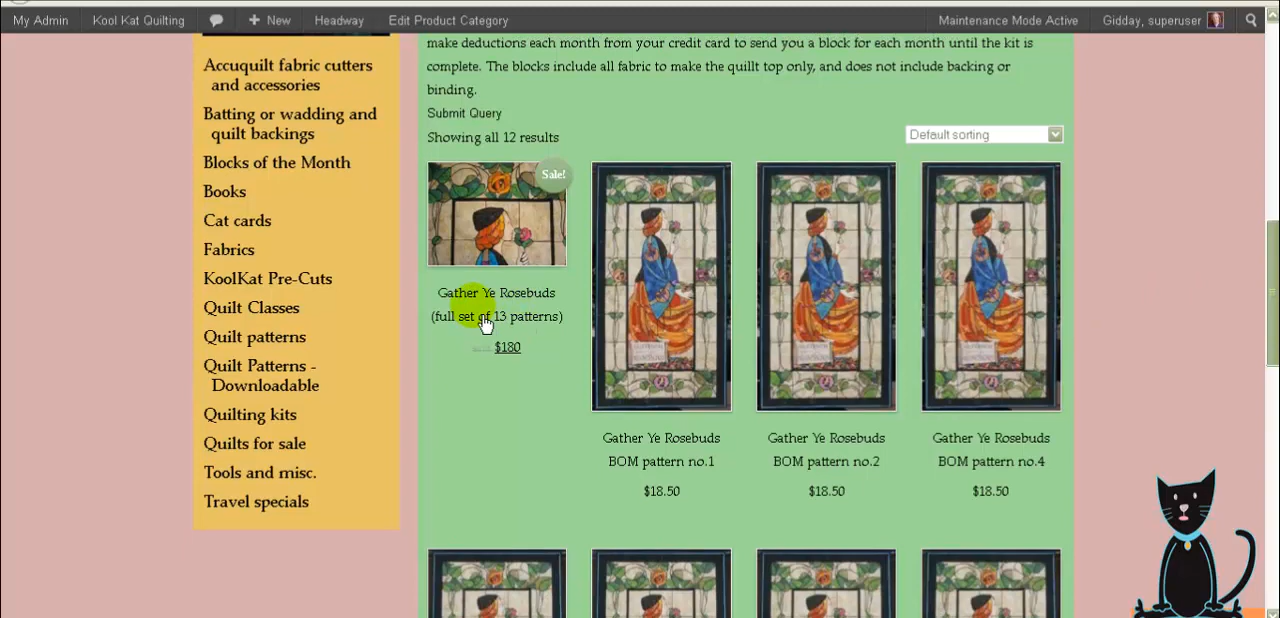 My Admin
Kool Kat Quilting
New
Headway
Edit Product Category
Maintenance Mode Active
Gidday, superuser
Accuquilt fabric cutters
and accessories
Batting or wadding and
quilt backings
Blocks of the Month
Books
Cat cards
Fabrics
KoolKat Pre-Cuts
Quilt Classes
Quilt patterns
Quilt Patterns -
Downloadable
Quilting kits
Quilts for sale
Tools and misc.
Travel specials
make deductions each month from your credit card to send you a block for each month until the kit is
complete. The blocks include all fabric to make the quillt top only, and does not include backing or
binding.
Submit Query
Showing all 12 results
Default sorting
Sale!
Gather Ye Rosebuds
(full set of 13 patterns)
$180
Gather Ye Rosebuds
BOM pattern no.1
$18.50
Gather Ye Rosebuds
BOM pattern no.2
$18.50
Gather Ye Rosebuds
BOM pattern no.4
$18.50